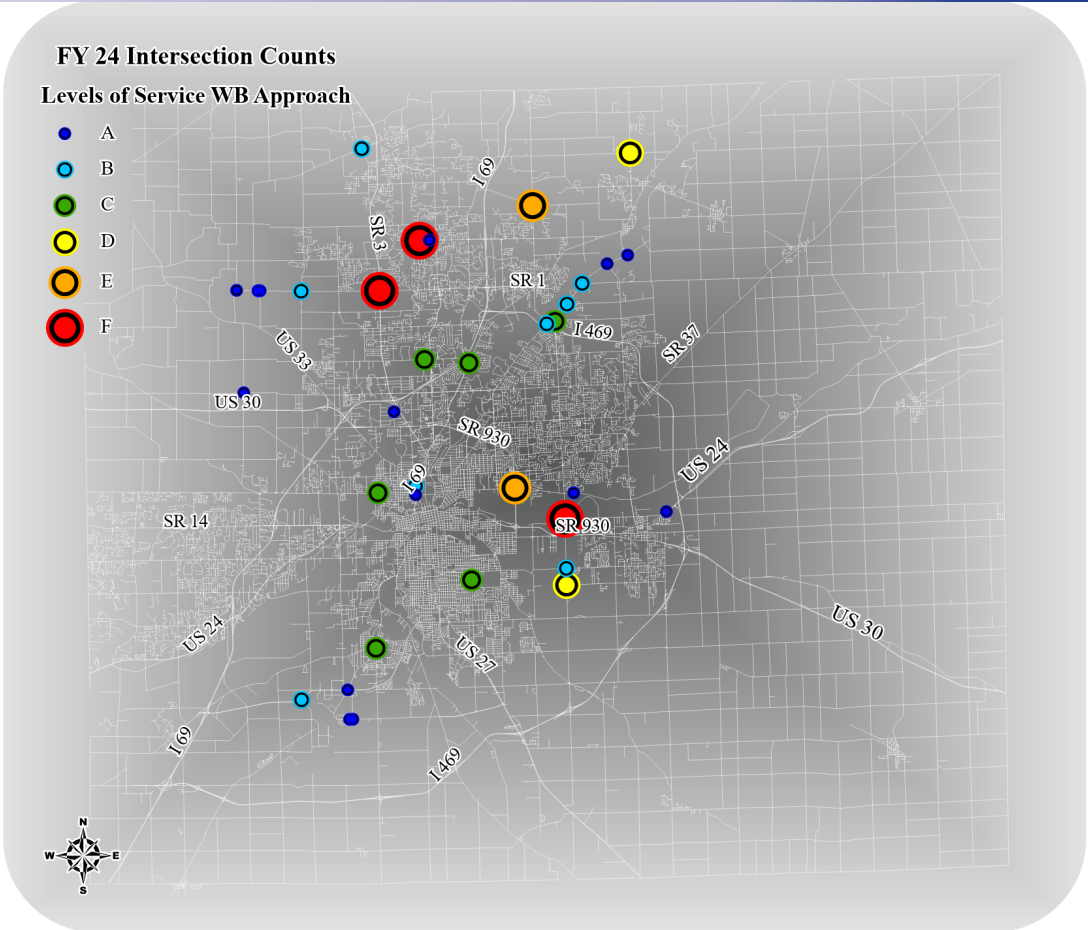 FY 24 Intersection Counts
Levels of Service WB Approach
A
B
C
D
E
F
I 69
SR 3
SR 1
I 469
SR 37
US 33
US 30
SR 930
US 24
I 69
SR 14
SR 930
US 24
US 30
US 27
I 69
I 469
N
W
E
S